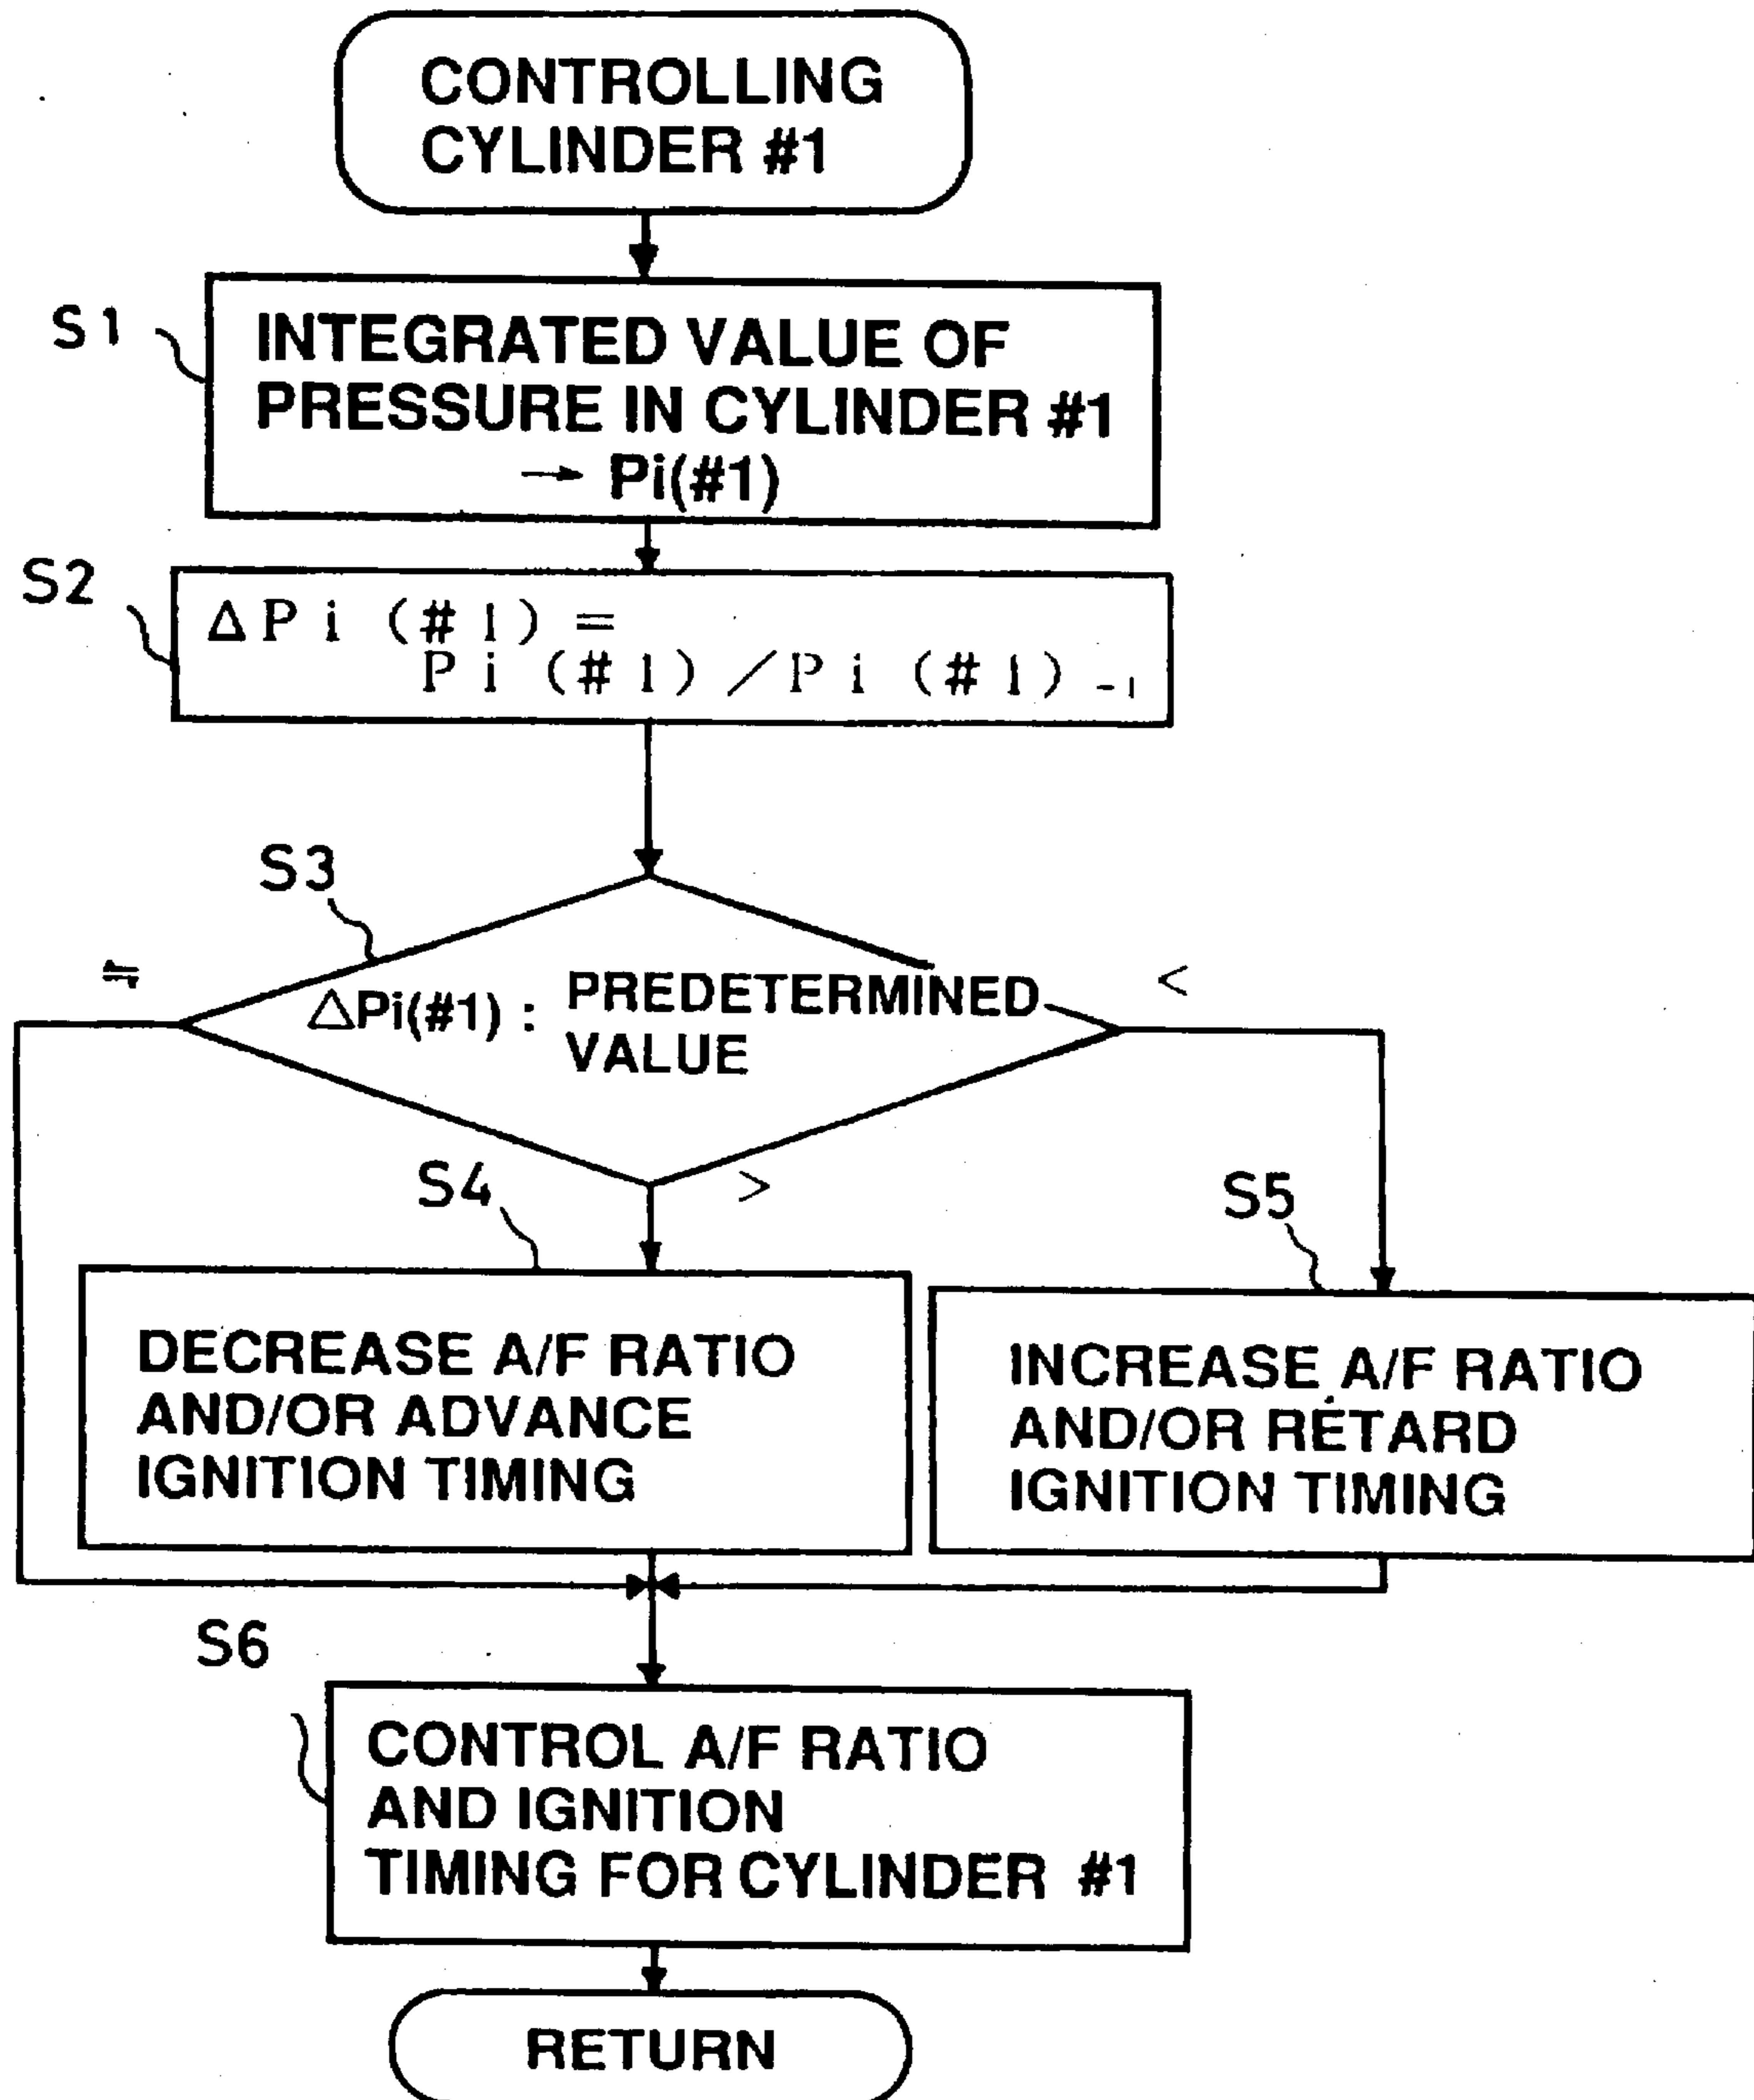 CONTROLLING
CYLINDER #1
S1
INTEGRATED VALUE OF
PRESSURE IN CYLINDER #1
→ Pi(#1)
S2
ΔPi (#1) =
Pi (#1) / Pi (#1) -1
S3
≒
<
ΔPi(#1) : PREDETERMINED
VALUE
S4
>
S5
DECREASE A/F RATIO
AND/OR ADVANCE
IGNITION TIMING
INCREASE A/F RATIO
AND/OR RETARD
IGNITION TIMING
S6
CONTROL A/F RATIO
AND IGNITION
TIMING FOR CYLINDER #1
RETURN